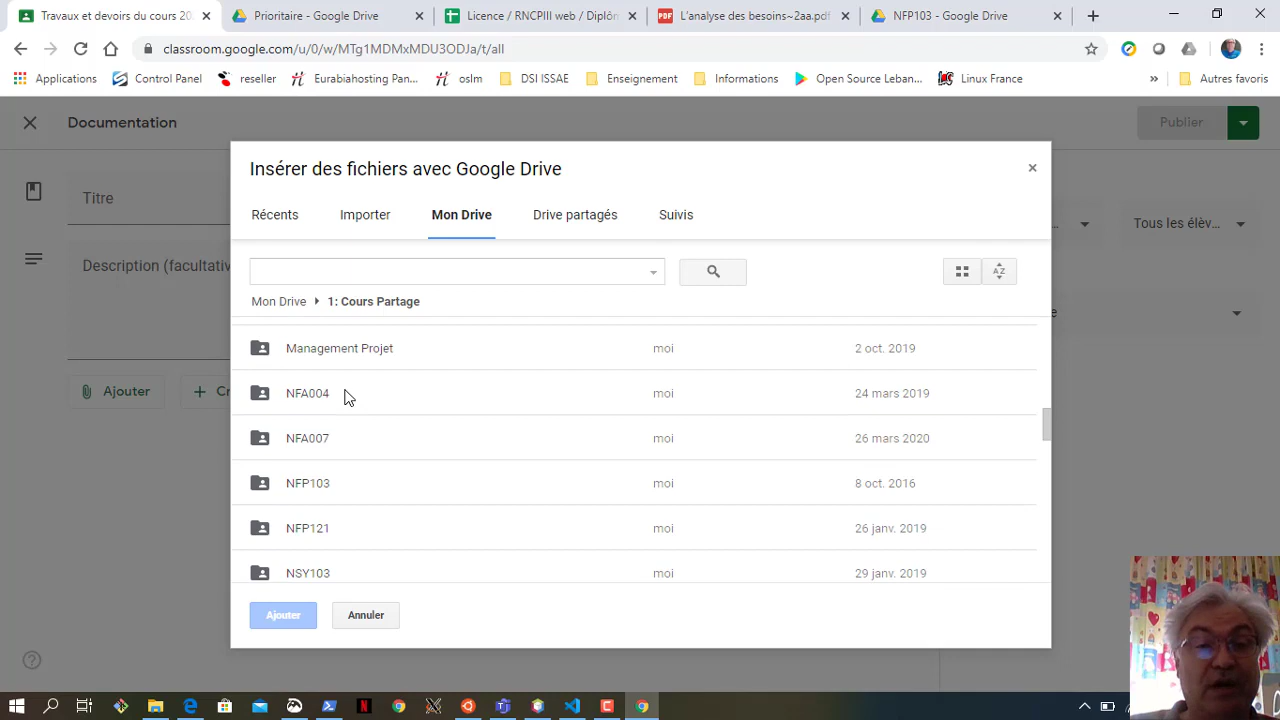 Travaux et devoirs du cours 20
Prioritaire - Google Drive
Licence / RNCPIII web / Diplôm
PDF
L'analyse des besoins~2aa.pdf
NFP103 - Google Drive
classroom.google.com/u/0/w/MTg1MDMxMDU3ODJa/t/all
Applications
Control Panel
reseller
Eurabiahosting Pan...
oslm
DSI ISSAE
Enseignement
Informations
Open Source Leban...
Linux France
»
Autres favoris
Documentation
Publier
Titre
Description (facultativ
Ajouter
Cr
Tous les élèv...
Insérer des fichiers avec Google Drive
Récents
Importer
Mon Drive
Drive partagés
Suivis
AZ
Mon Drive 1: Cours Partage
Management Projet moi 2 oct. 2019
NFA004 moi 24 mars 2019
NFA007 moi 26 mars 2020
NFP103 moi 8 oct. 2016
NFP121 moi 26 janv. 2019
NSY103 moi 29 janv. 2019
Ajouter
Annuler